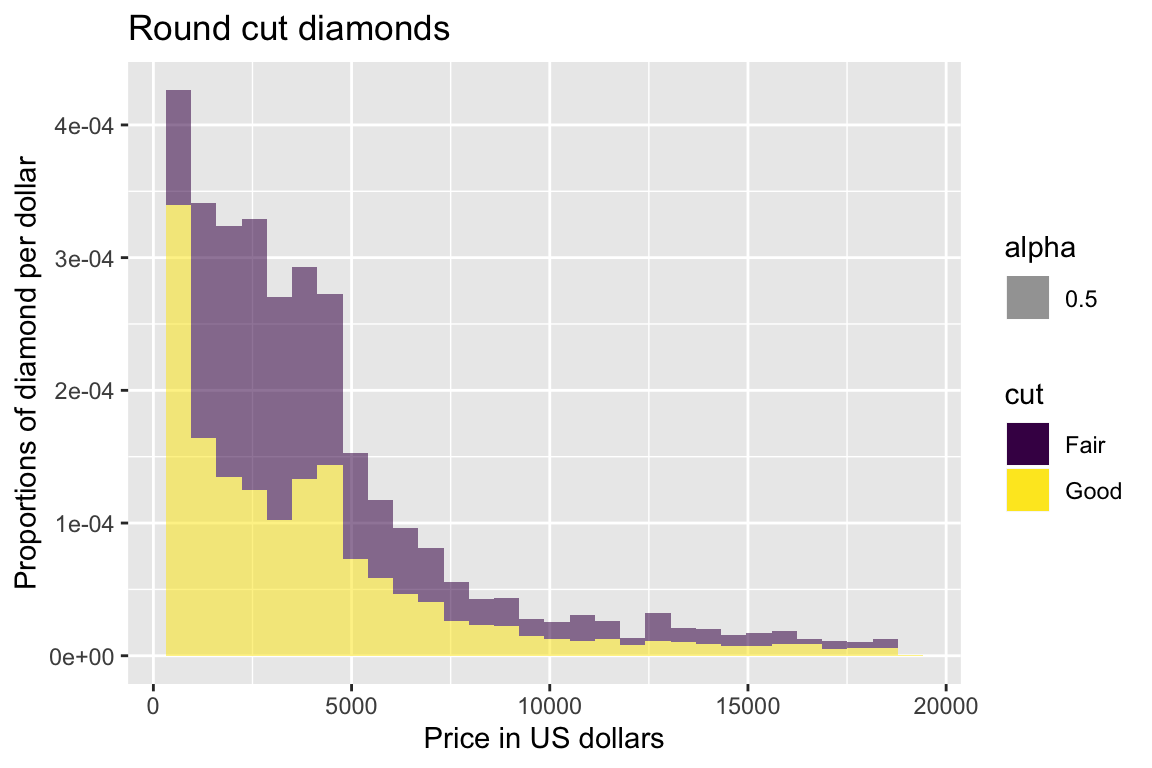 Round cut diamonds
Proportions of diamond per dollar
4e-04
3e-04
2e-04
1e-04
0e+00
0
5000
10000
15000
20000
Price in US dollars
alpha
0.5
cut
Fair
Good